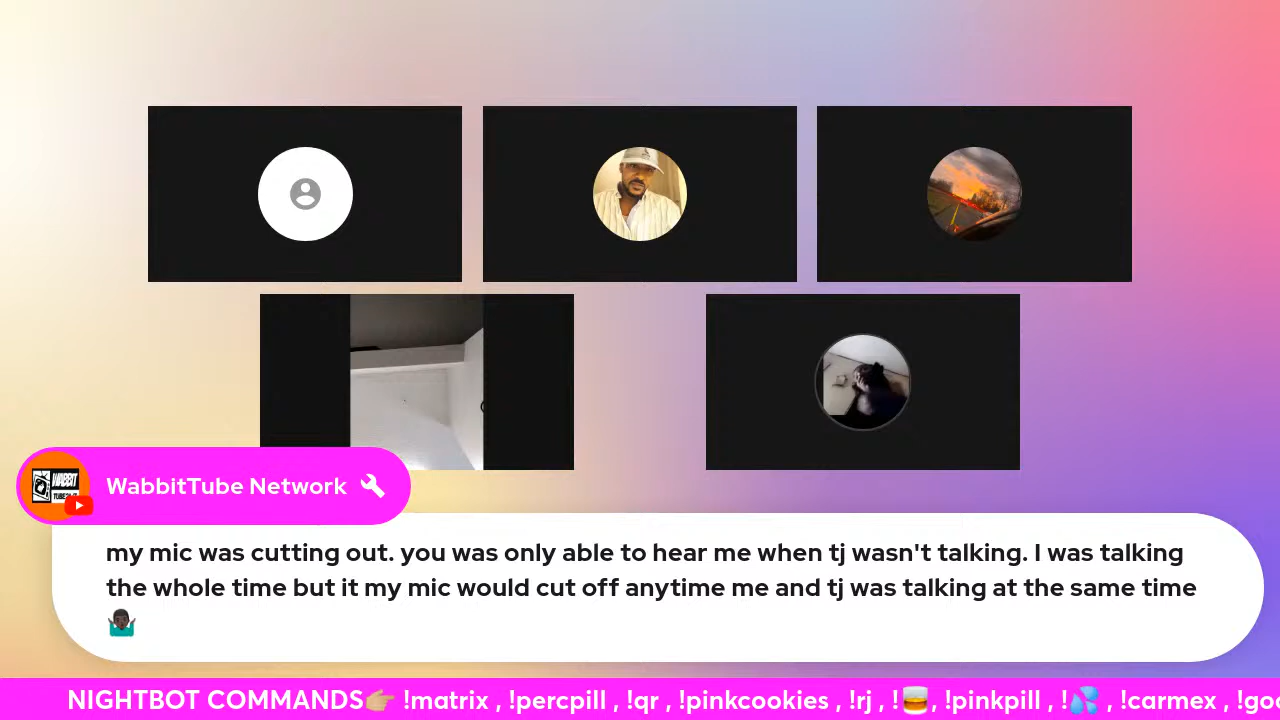 WABBIT
WabbitTube Network
my mic was cutting out. you was only able to hear me when tj wasn't talking. I was talking
the whole time but it my mic would cut off anytime me and tj was talking at the same time
🤷🏿‍♂️
NIGHTBOT COMMANDS👉🏼 !matrix , !percpill , !qr , !pinkcookies , !rj , !🥃, !pinkpill , !💦 , !carmex , !goo